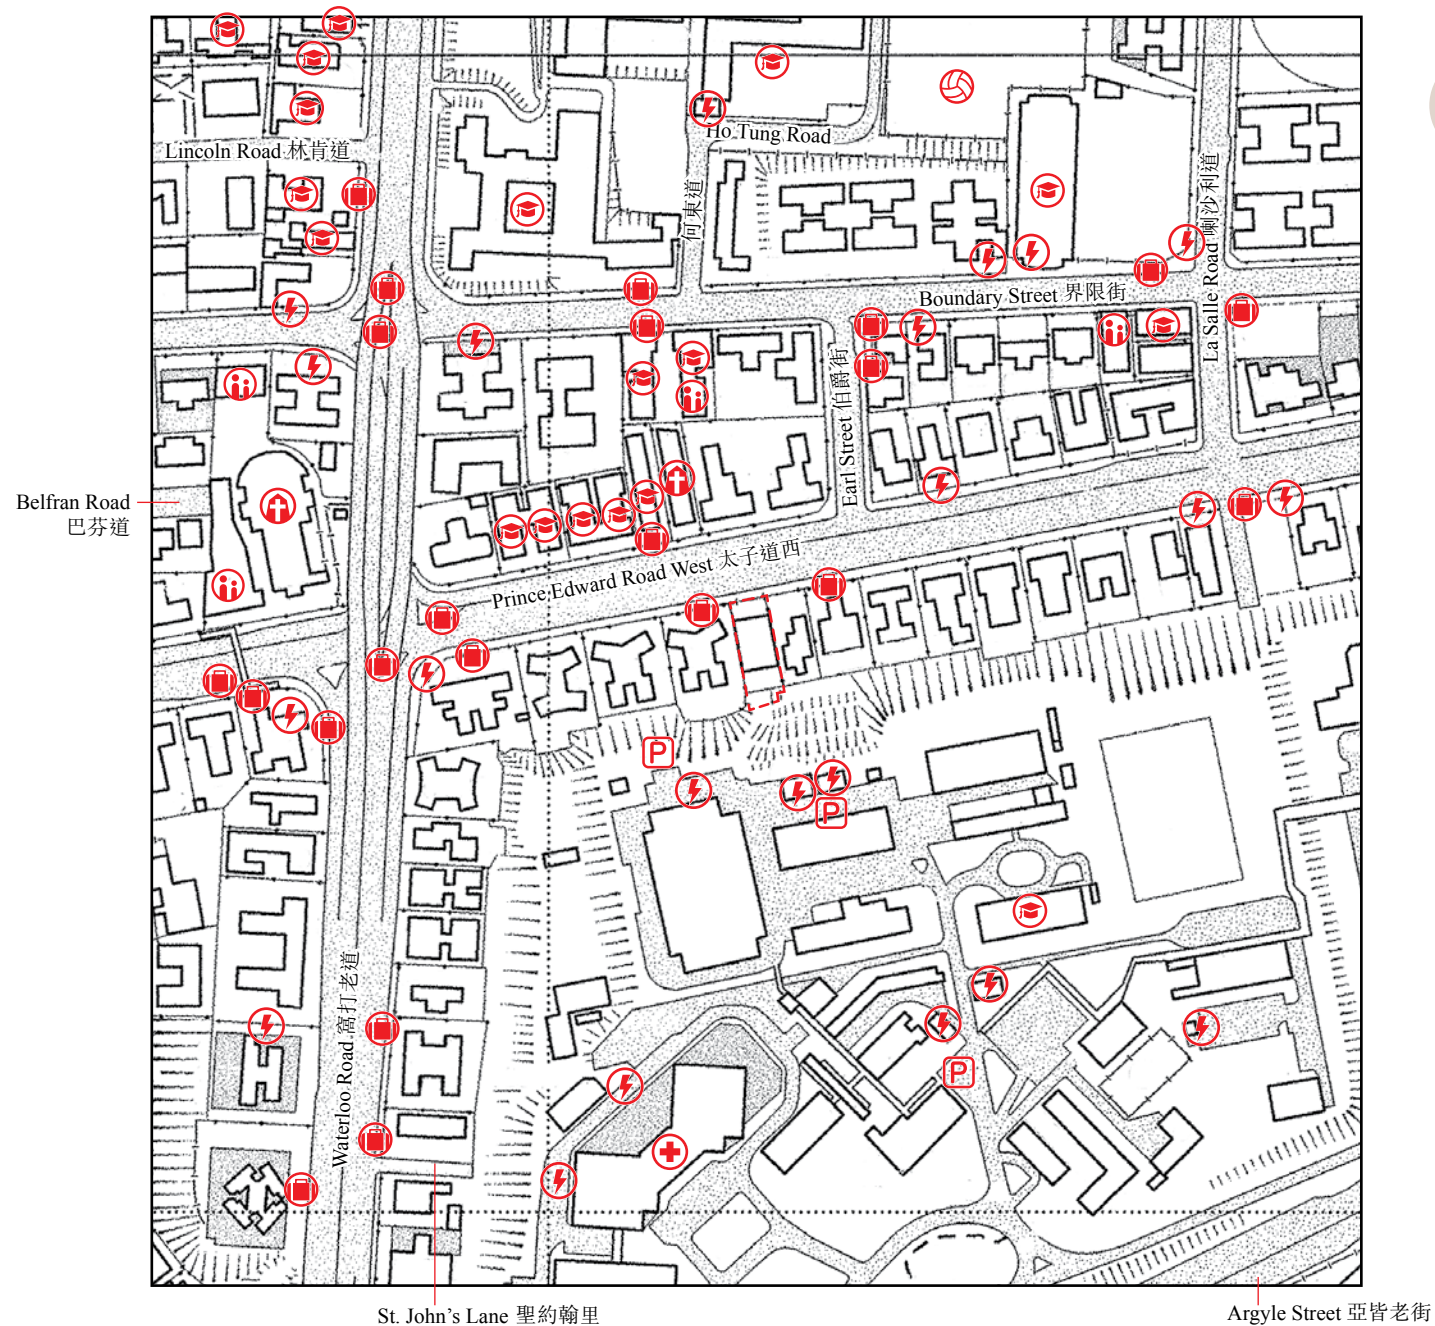 Ho Tung Road
Lincoln Road 林肯道
何東道
La Salle Road 喇沙利道
Boundary Street 界限街
Earl Street 伯爵街
Belfran Road
巴芬道
Prince Edward Road West 太子道西
P
P
Waterloo Road 窩打老道
P
St. John’s Lane 聖約翰里
Argyle Street 亞皆老街